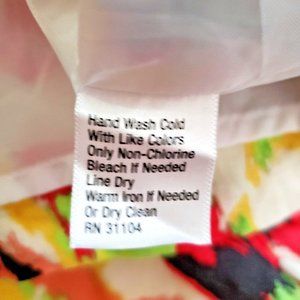 Hand Wash Cold
With Like Colors
Only Non-Chlorine
Bleach If Needed
Line Dry
Warm Iron If Needed
Or Dry Clean
RN 31104